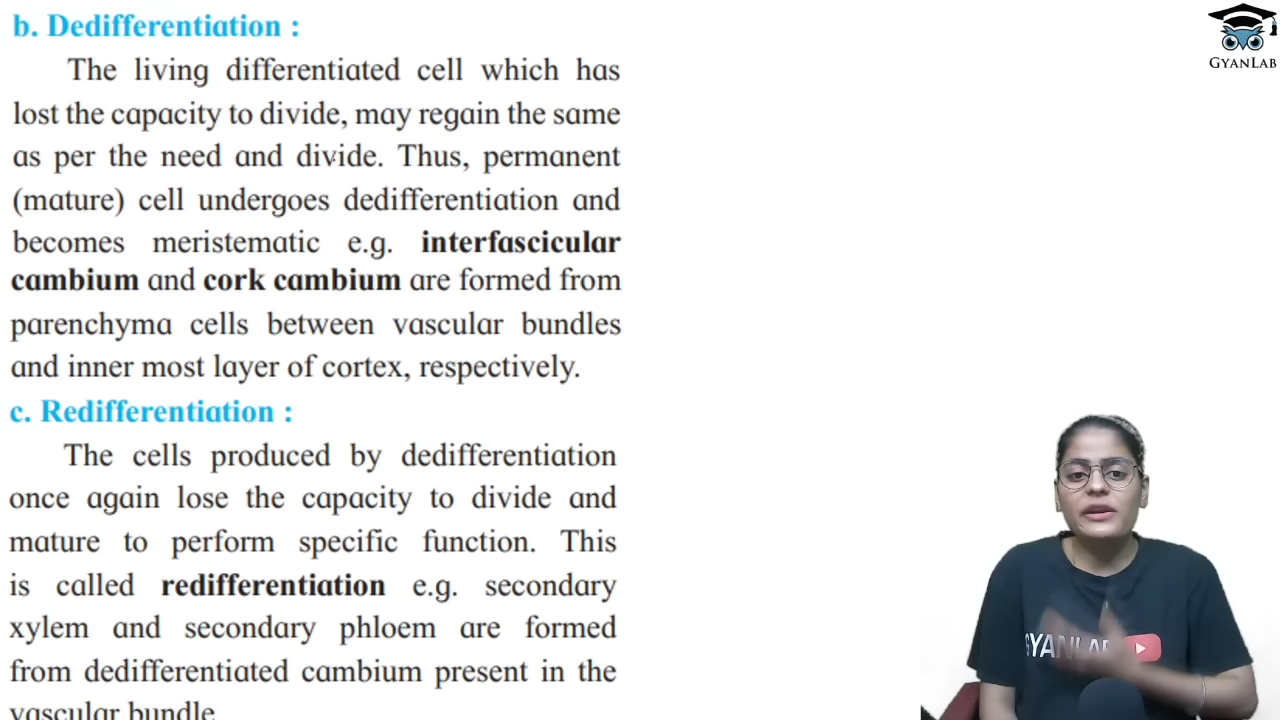 b. Dedifferentiation :
The living differentiated cell which has
lost the capacity to divide, may regain the same
as per the need and divide. Thus, permanent
(mature) cell undergoes dedifferentiation and
becomes meristematic e.g. interfascicular
cambium and cork cambium are formed from
parenchyma cells between vascular bundles
and inner most layer of cortex, respectively.
c. Redifferentiation :
The cells produced by dedifferentiation
once again lose the capacity to divide and
mature to perform specific function. This
is called redifferentiation e.g. secondary
xylem and secondary phloem are formed
from dedifferentiated cambium present in the
vascular bundle
GYANLAB
GYANLAB